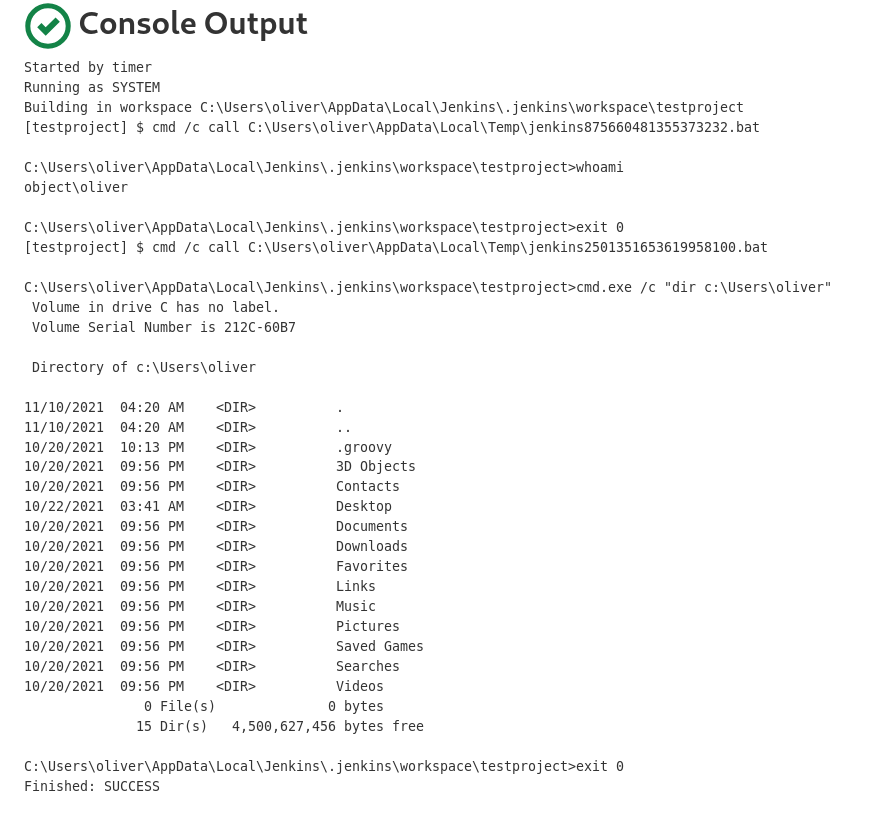 Console Output
Started by timer
Running as SYSTEM
Building in workspace C:\Users\oliver\AppData\Local\Jenkins\.jenkins\workspace\testproject
[testproject] $ cmd /c call C:\Users\oliver\AppData\Local\Temp\jenkins875660481355373232.bat

C:\Users\oliver\AppData\Local\Jenkins\.jenkins\workspace\testproject>whoami
object\oliver

C:\Users\oliver\AppData\Local\Jenkins\.jenkins\workspace\testproject>exit 0
[testproject] $ cmd /c call C:\Users\oliver\AppData\Local\Temp\jenkins2501351653619958100.bat

C:\Users\oliver\AppData\Local\Jenkins\.jenkins\workspace\testproject>cmd.exe /c "dir c:\Users\oliver"
 Volume in drive C has no label.
 Volume Serial Number is 212C-60B7

 Directory of c:\Users\oliver

11/10/2021  04:20 AM    <DIR>          .
11/10/2021  04:20 AM    <DIR>          ..
10/20/2021  10:13 PM    <DIR>          .groovy
10/20/2021  09:56 PM    <DIR>          3D Objects
10/20/2021  09:56 PM    <DIR>          Contacts
10/22/2021  03:41 AM    <DIR>          Desktop
10/20/2021  09:56 PM    <DIR>          Documents
10/20/2021  09:56 PM    <DIR>          Downloads
10/20/2021  09:56 PM    <DIR>          Favorites
10/20/2021  09:56 PM    <DIR>          Links
10/20/2021  09:56 PM    <DIR>          Music
10/20/2021  09:56 PM    <DIR>          Pictures
10/20/2021  09:56 PM    <DIR>          Saved Games
10/20/2021  09:56 PM    <DIR>          Searches
10/20/2021  09:56 PM    <DIR>          Videos
               0 File(s)              0 bytes
              15 Dir(s)   4,500,627,456 bytes free

C:\Users\oliver\AppData\Local\Jenkins\.jenkins\workspace\testproject>exit 0
Finished: SUCCESS